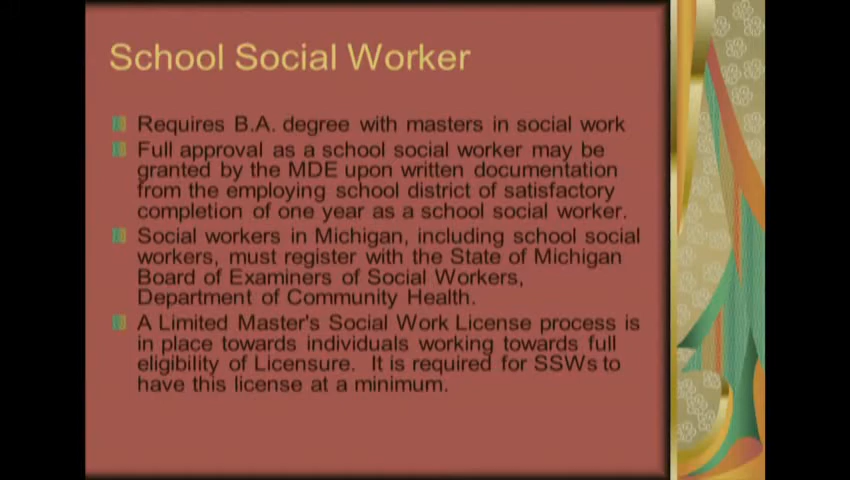 School Social Worker
Requires B.A. degree with masters in social work
Full approval as a school social worker may be
granted by the MDE upon written documentation
from the employing school district of satisfactory
completion of one year as a school social worker.
Social workers in Michigan, including school social
workers, must register with the State of Michigan
Board of Examiners of Social Workers,
Department of Community Health.
A Limited Master's Social Work License process is
in place towards individuals working towards full
eligibility of Licensure. It is required for SSWs to
have this license at a minimum.